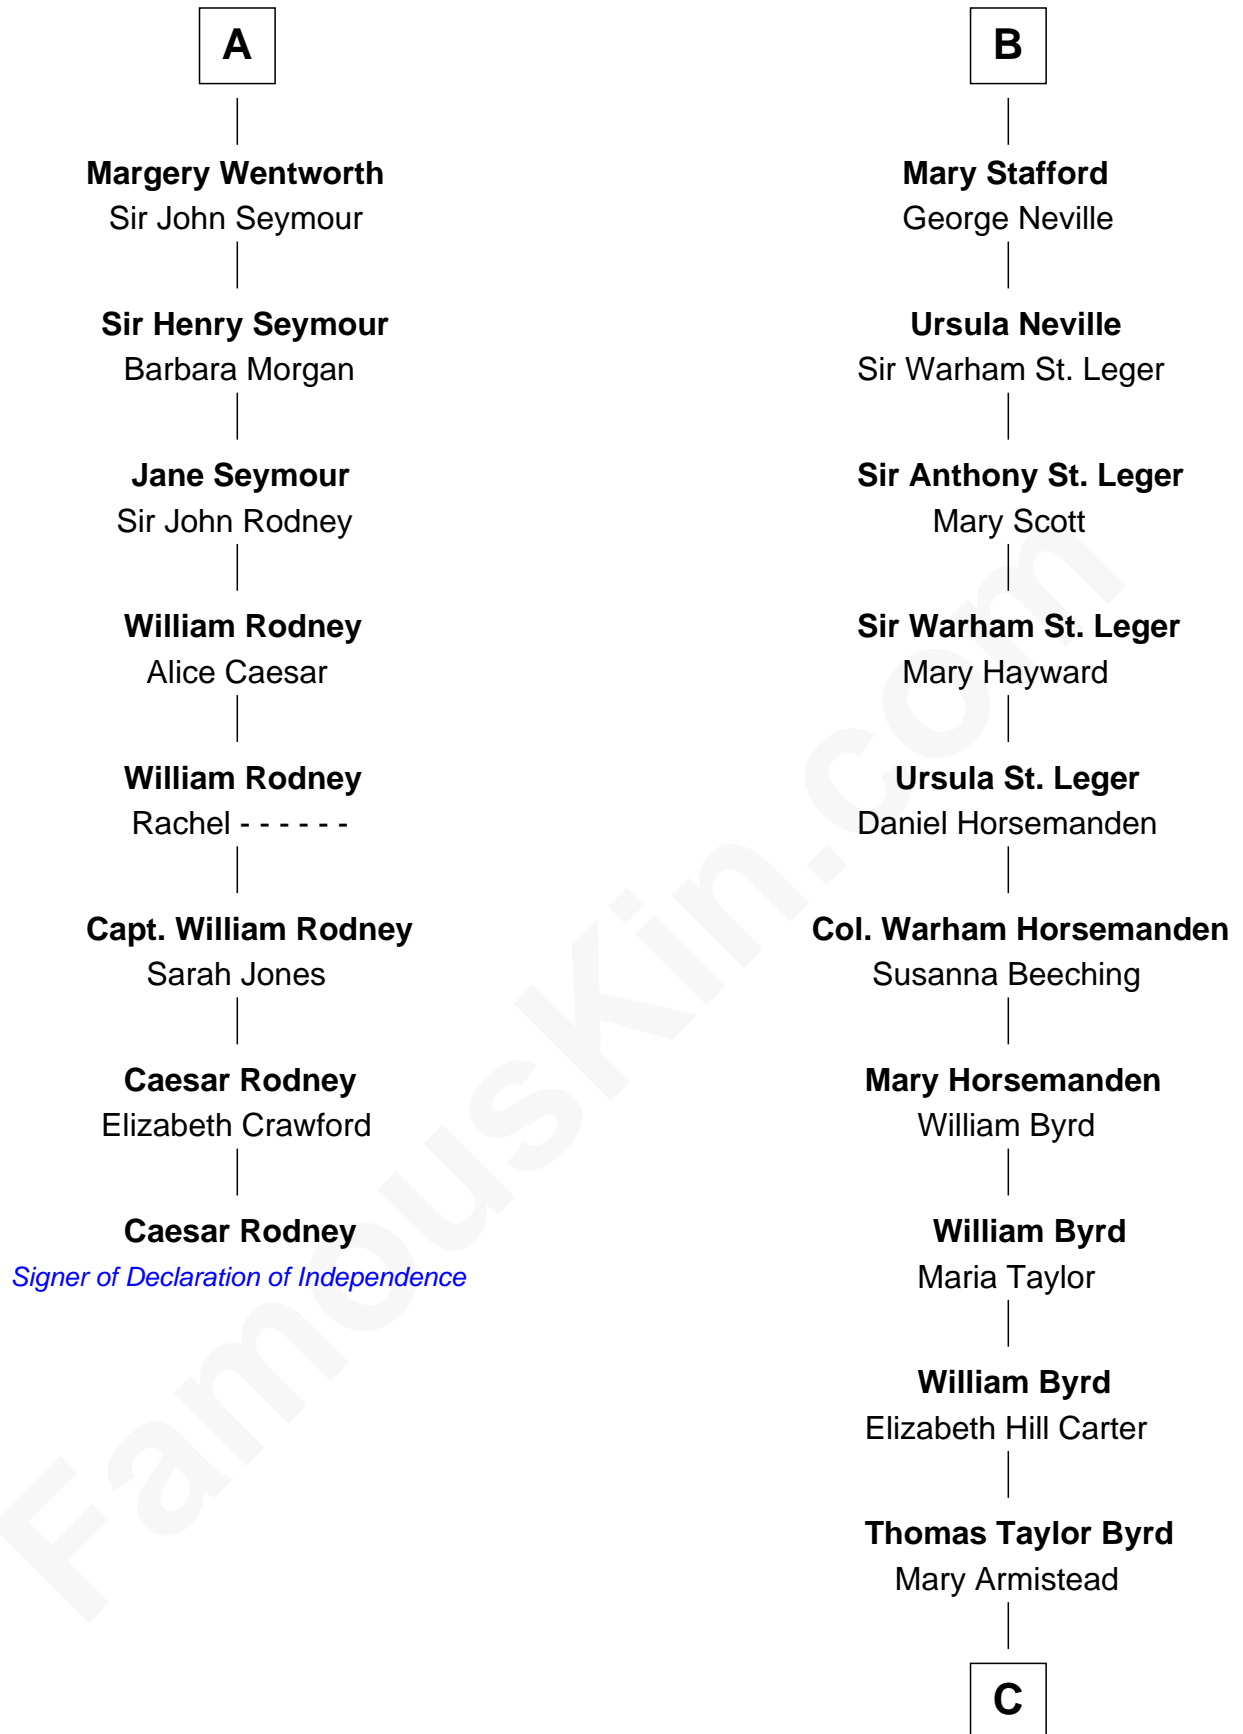 A
Margery Wentworth
Sir John Seymour
Sir Henry Seymour
Barbara Morgan
Jane Seymour
Sir John Rodney
William Rodney
Alice Caesar
William Rodney
Rachel - - - - - -
Capt. William Rodney
Sarah Jones
Caesar Rodney
Elizabeth Crawford
Caesar Rodney
Signer of Declaration of Independence
B
Mary Stafford
George Neville
Ursula Neville
Sir Warham St. Leger
Sir Anthony St. Leger
Mary Scott
Sir Warham St. Leger
Mary Hayward
Ursula St. Leger
Daniel Horsemanden
Col. Warham Horsemanden
Susanna Beeching
Mary Horsemanden
William Byrd
William Byrd
Maria Taylor
William Byrd
Elizabeth Hill Carter
Thomas Taylor Byrd
Mary Armistead
C
FamousKin.com